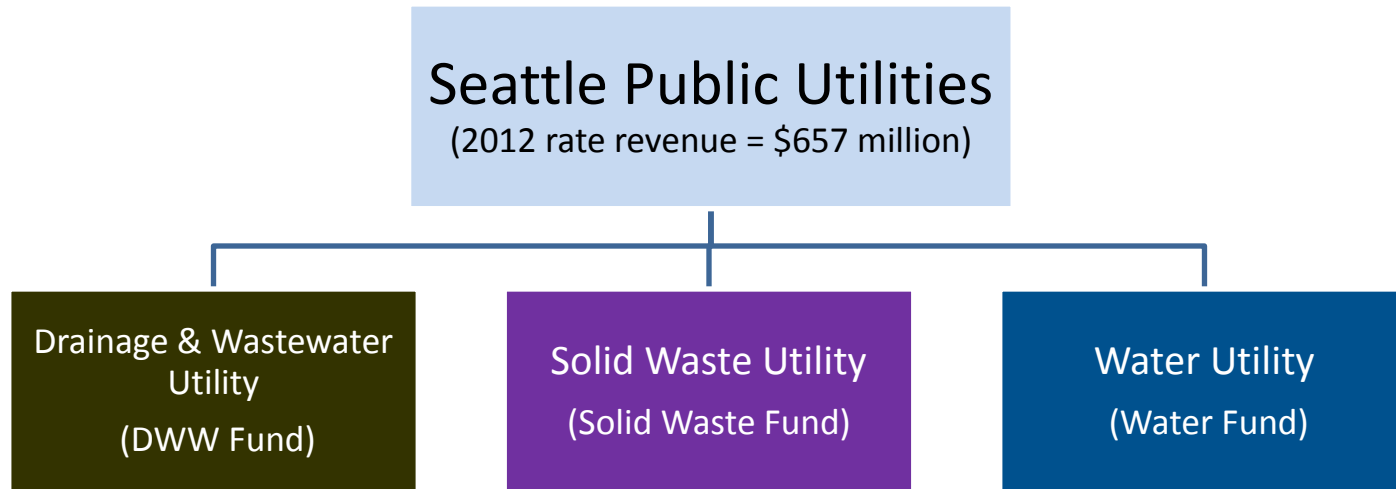 Seattle Public Utilities
(2012 rate revenue = $657 million)
Drainage & Wastewater
Utility
(DWW Fund)
Solid Waste Utility
(Solid Waste Fund)
Water Utility
(Water Fund)